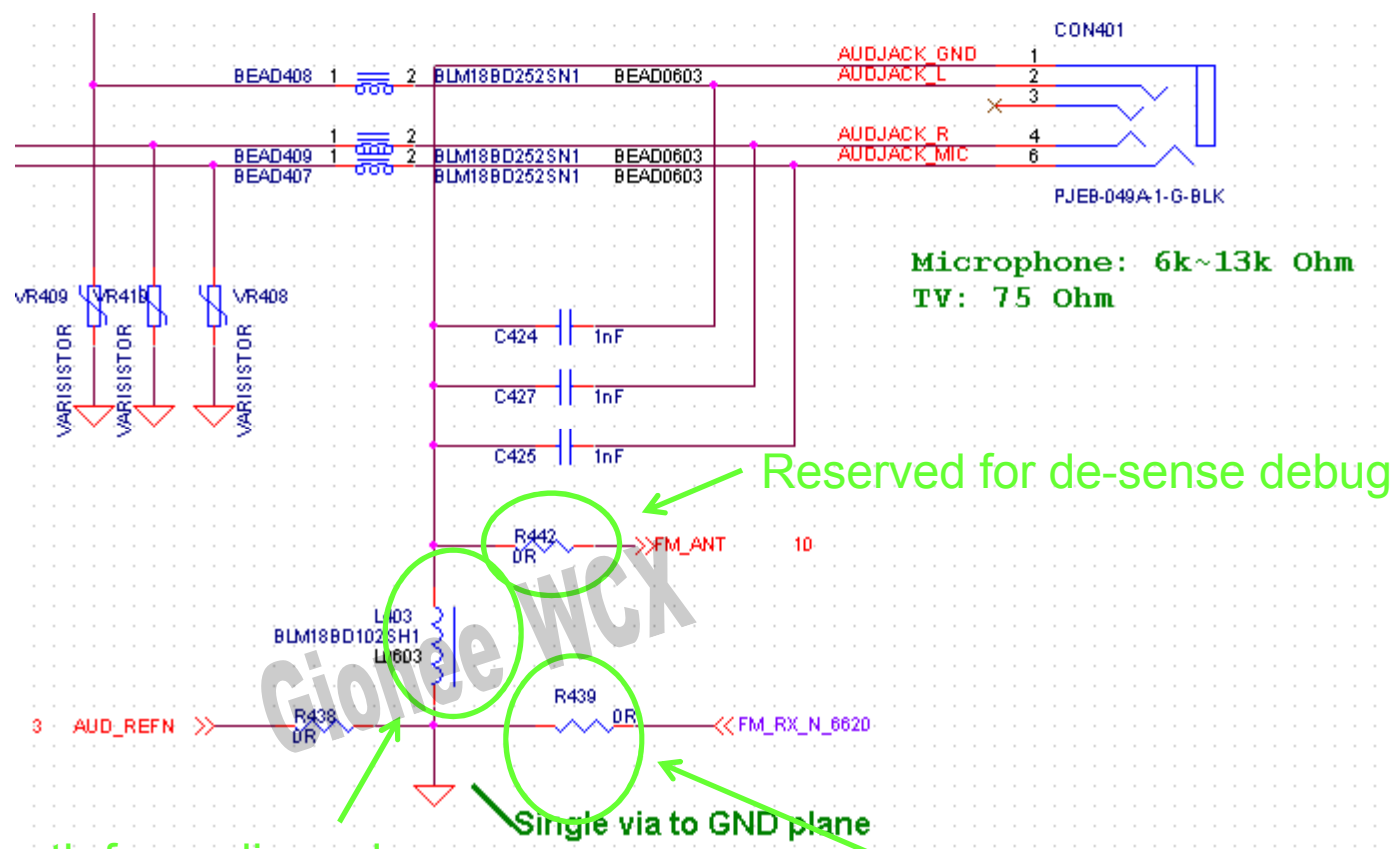 CON401
AUDJACK_GND 1
BEAD408 1 2 BLM18BD252SN1 BEAD0603 AUDJACK_L 2
3
1 2 AUDJACK_R 4
BEAD409 1 2 BLM18BD252SN1 BEAD0603 AUDJACK_MIC 6
BEAD407 BLM18BD252SN1 BEAD0603
PJEB-049A-1-G-BLK
Microphone: 6k~13k Ohm
TV: 75 Ohm
VR409 VR410 VR408
VARISISTOR
VARISISTOR
VARISISTOR
C424 1nF
C427 1nF
C425 1nF
Reserved for de-sense debug
R442
0R
FM_ANT 10
L403
BLM18BD102SH1
L0603
Gionee WCX
R439
3 AUD_REFN R438 0R FM_RX_N_6620
0R
Single via to GND plane